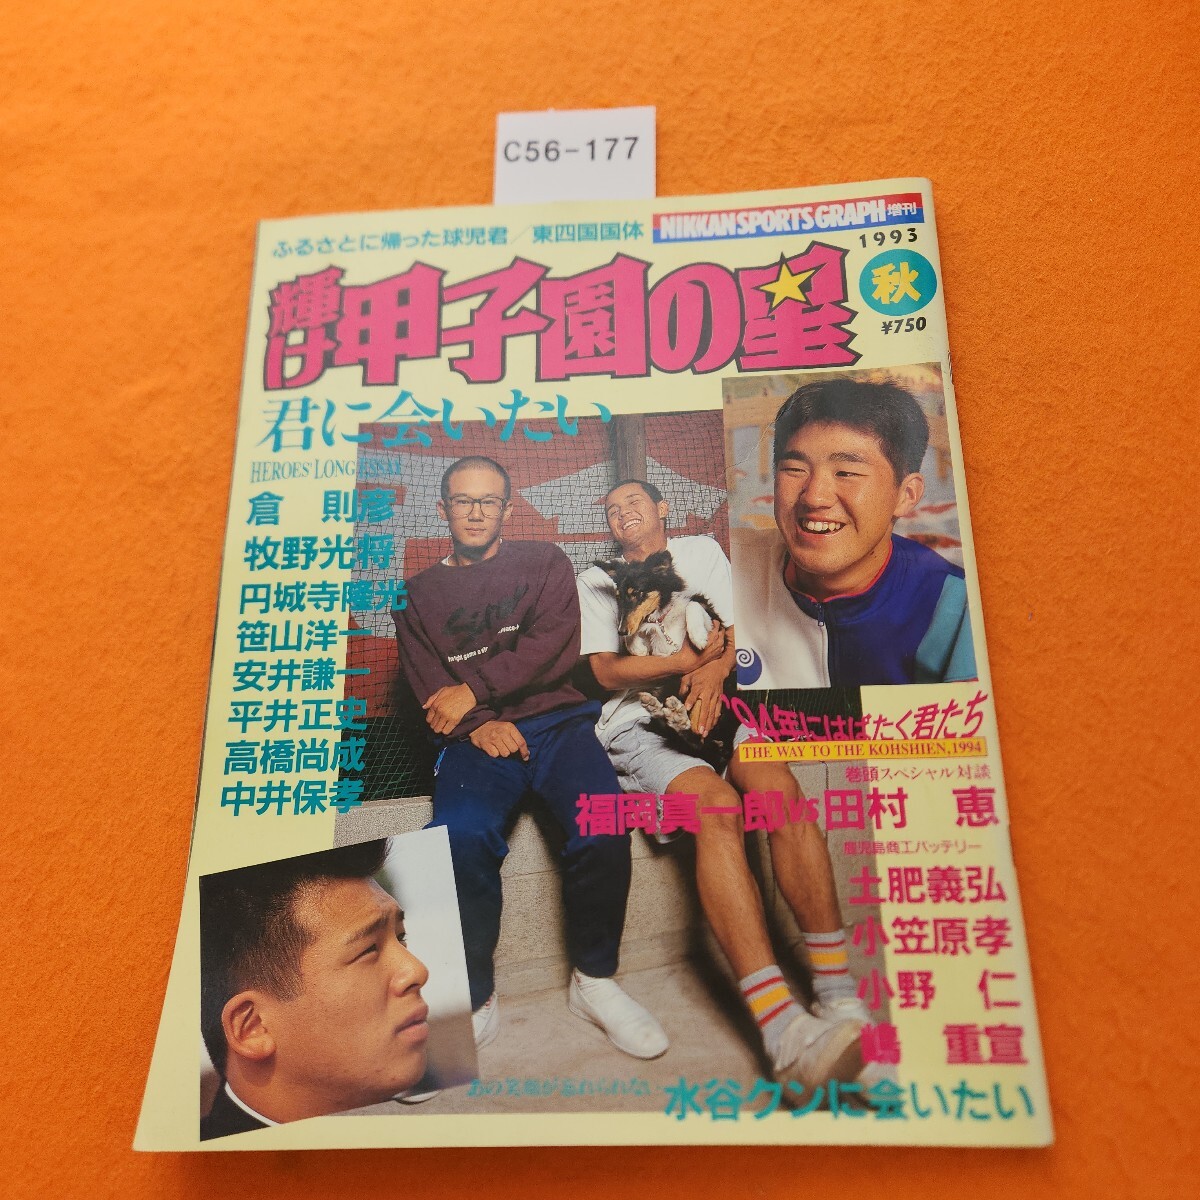 C56-177
ふるさとに帰った球児君/東四国国体
NIKKAN SPORTS GRAPH 増刊
1993
秋
¥750
輝け甲子園の星
君に会いたい
HEROES' LONG ESSAY
倉 則彦
牧野光将
円城寺隆光
笹山洋一
安井謙一
平井正史
高橋尚成
中井保孝
'94年にはばたく君たち
THE WAY TO THE KOHSHIEN, 1994
巻頭スペシャル対談
福岡真一郎vs田村 恵
鹿児島商工バッテリー
土肥義弘
小笠原孝
小野 仁
嶋 重宣
あの笑顔が忘れられない
水谷クンに会いたい